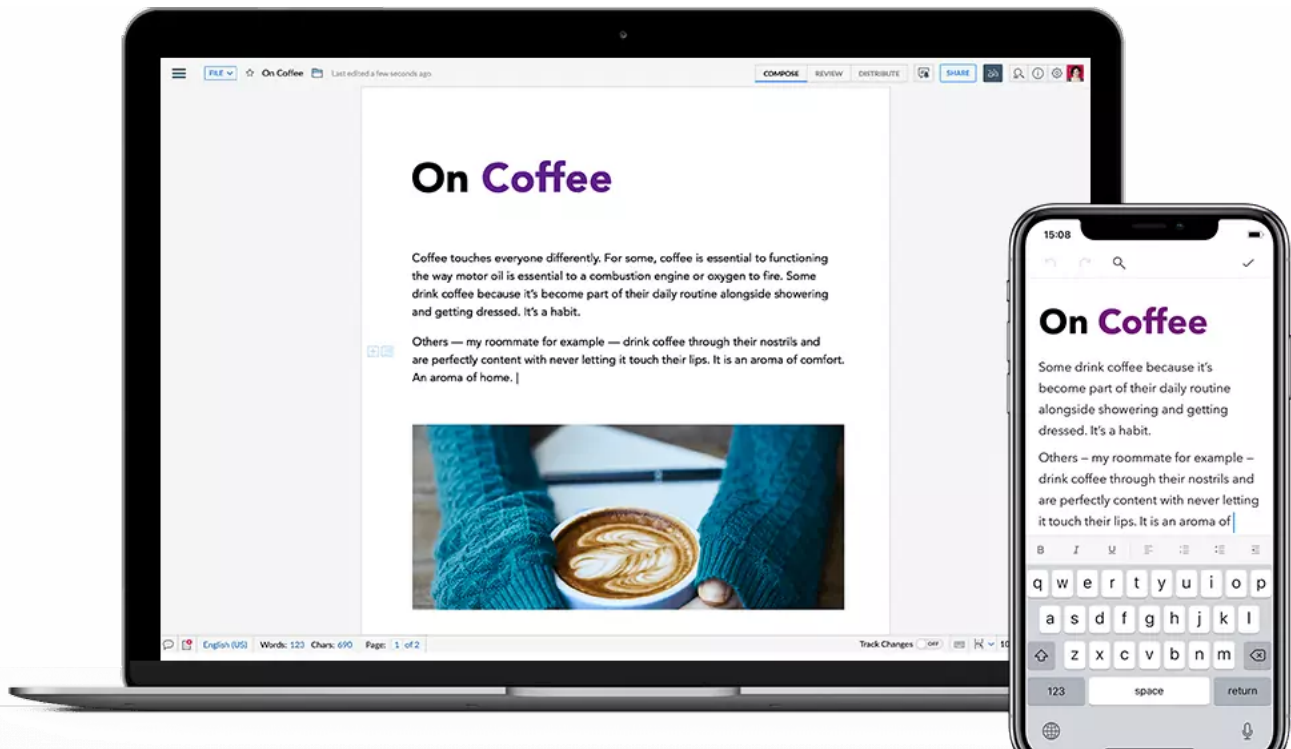 FILE On Coffee Last edited a few seconds ago COMPOSE REVIEW DISTRIBUTE SHARE
On Coffee
Coffee touches everyone differently. For some, coffee is essential to functioning
the way motor oil is essential to a combustion engine or oxygen to fire. Some
drink coffee because it's become part of their daily routine alongside showering
and getting dressed. It's a habit.
Others — my roommate for example — drink coffee through their nostrils and
are perfectly content with never letting it touch their lips. It is an aroma of comfort.
An aroma of home.
English (US) Words: 123 Chars: 690 Page: 1 of 2 Track Changes OFF 10
15:08
On Coffee
Some drink coffee because it's
become part of their daily routine
alongside showering and getting
dressed. It's a habit.
Others – my roommate for example –
drink coffee through their nostrils and
are perfectly content with never letting
it touch their lips. It is an aroma of
B I U
q w e r t y u i o p
a s d f g h j k l
z x c v b n m
123 space return